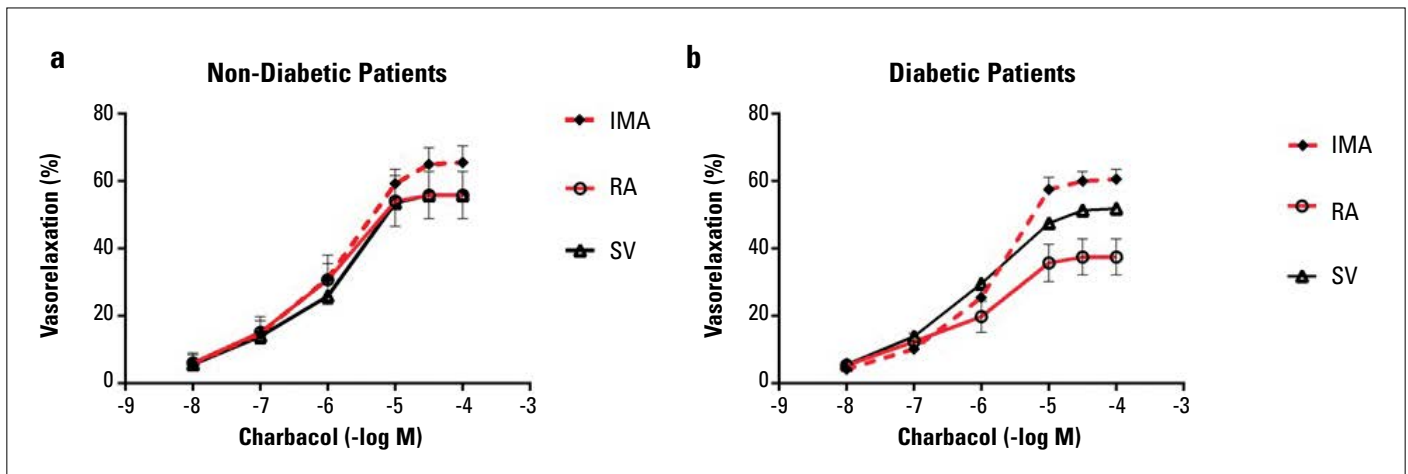 a
Non-Diabetic Patients
Vasorelaxation (%)
80
60
40
20
0
-9 -8 -7 -6 -5 -4 -3
Charbacol (-log M)
IMA
RA
SV
b
Diabetic Patients
Vasorelaxation (%)
80
60
40
20
0
-9 -8 -7 -6 -5 -4 -3
Charbacol (-log M)
IMA
RA
SV